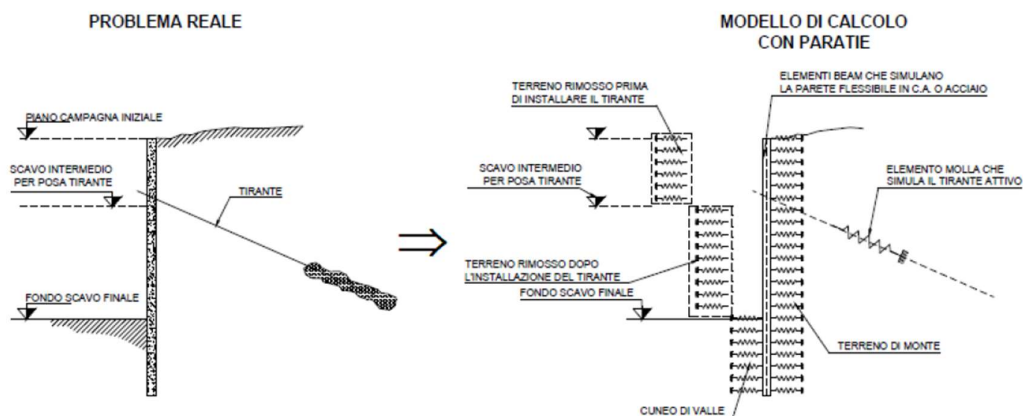 PROBLEMA REALE
PIANO CAMPAGNA INIZIALE
SCAVO INTERMEDIO
PER POSA TIRANTE
TIRANTE
FONDO SCAVO FINALE
MODELLO DI CALCOLO
CON PARATIE
TERRENO RIMOSSO PRIMA
DI INSTALLARE IL TIRANTE
ELEMENTI BEAM CHE SIMULANO
LA PARETE FLESSIBILE IN C.A. O ACCIAIO
SCAVO INTERMEDIO
PER POSA TIRANTE
ELEMENTO MOLLA CHE
SIMULA IL TIRANTE ATTIVO
TERRENO RIMOSSO DOPO
L'INSTALLAZIONE DEL TIRANTE
FONDO SCAVO FINALE
TERRENO DI MONTE
CUNEO DI VALLE